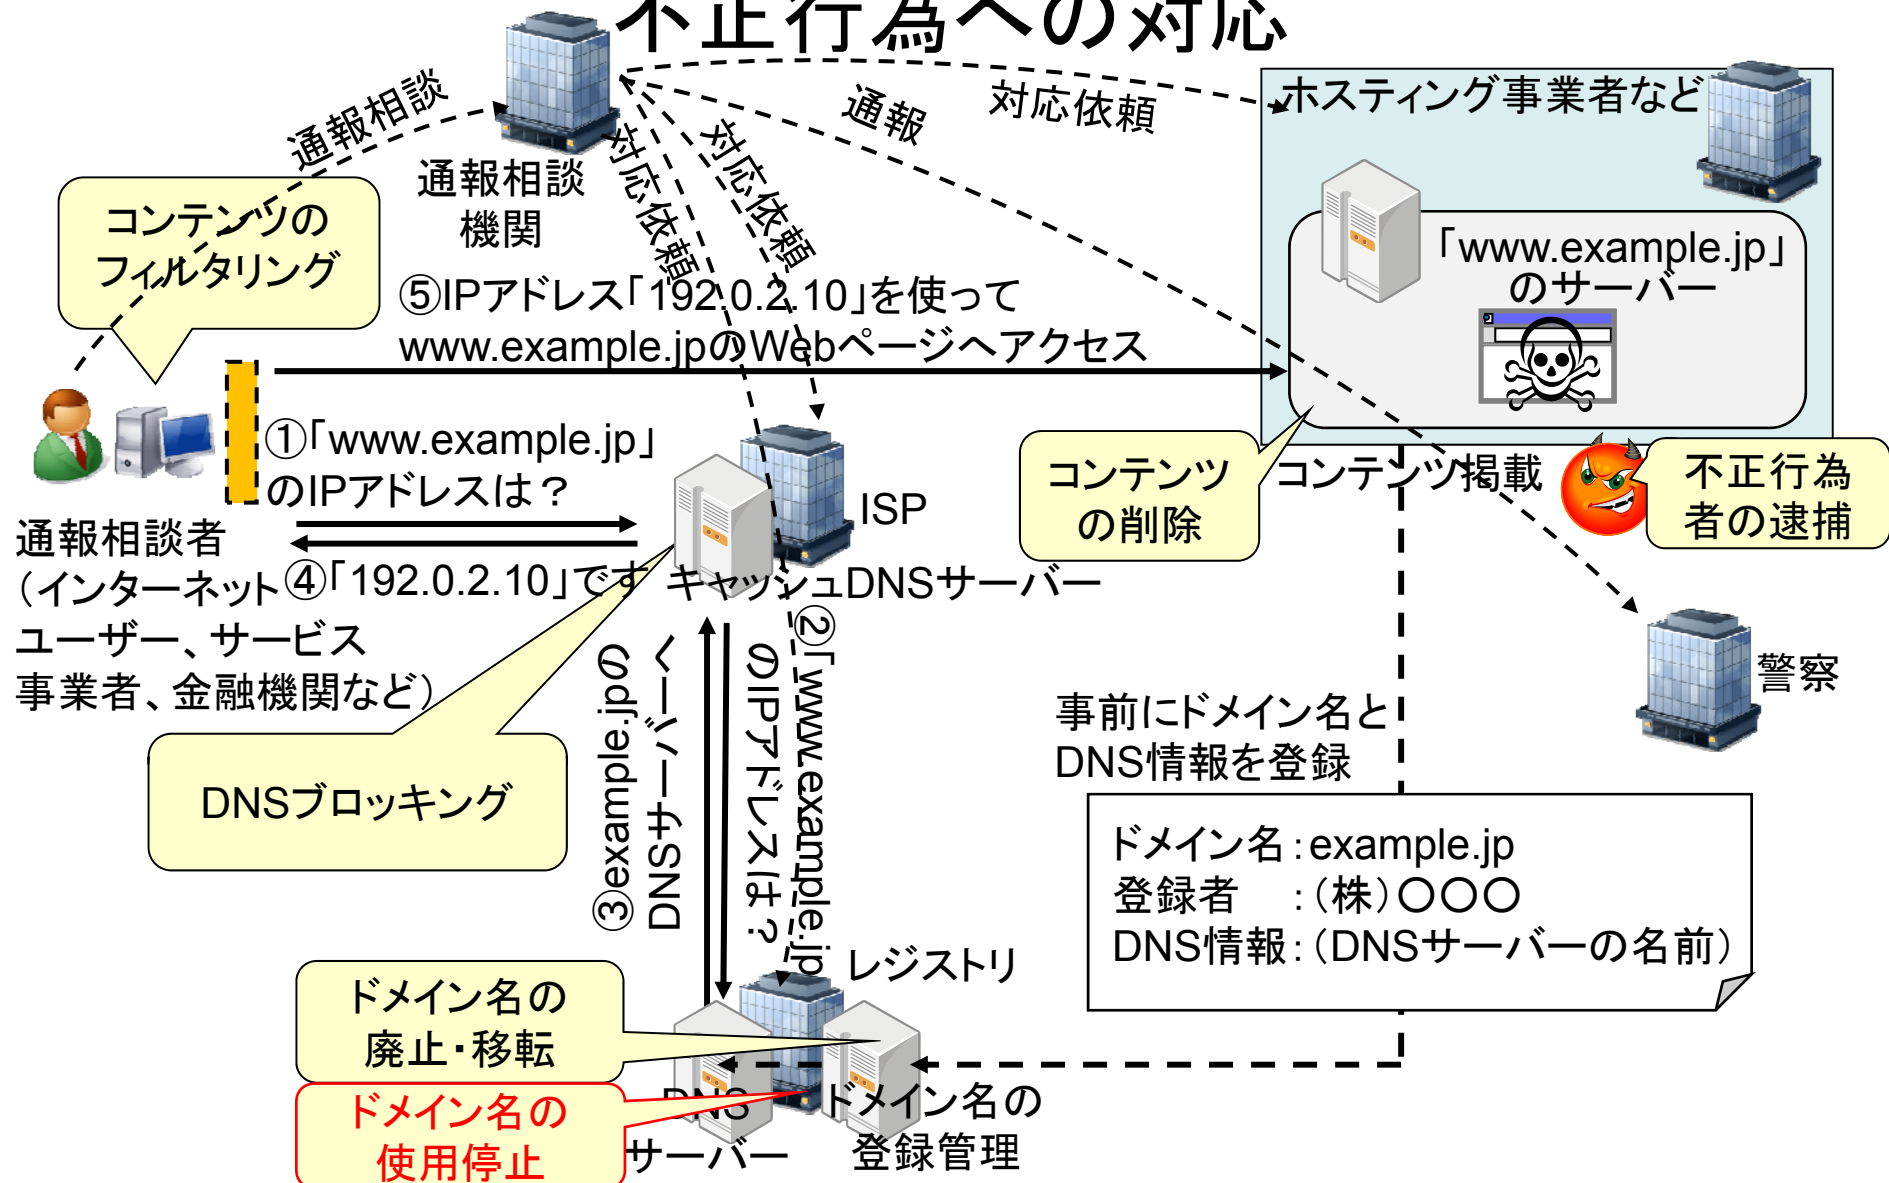 不正行為への対応
通報相談
通報
対応依頼
ホスティング事業者など
対応依頼
対応依頼
通報相談
機関
コンテンツの
フィルタリング
「www.example.jp」
のサーバー
⑤IPアドレス「192.0.2.10」を使って
www.example.jpのWebページへアクセス
①「www.example.jp」
のIPアドレスは？
コンテンツ
の削除
コンテンツ掲載
不正行為
者の逮捕
ISP
通報相談者
（インターネット
ユーザー、サービス
事業者、金融機関など）
④「192.0.2.10」です
キャッシュDNSサーバー
②「www.example.jp」
のIPアドレスは？
③example.jpの
DNSサーバーへ
警察
事前にドメイン名と
DNS情報を登録
DNSブロッキング
ドメイン名：example.jp
登録者　：（株）〇〇〇
DNS情報：（DNSサーバーの名前）
レジストリ
ドメイン名の
廃止・移転
ドメイン名の
使用停止
DNS
サーバー
ドメイン名の
登録管理